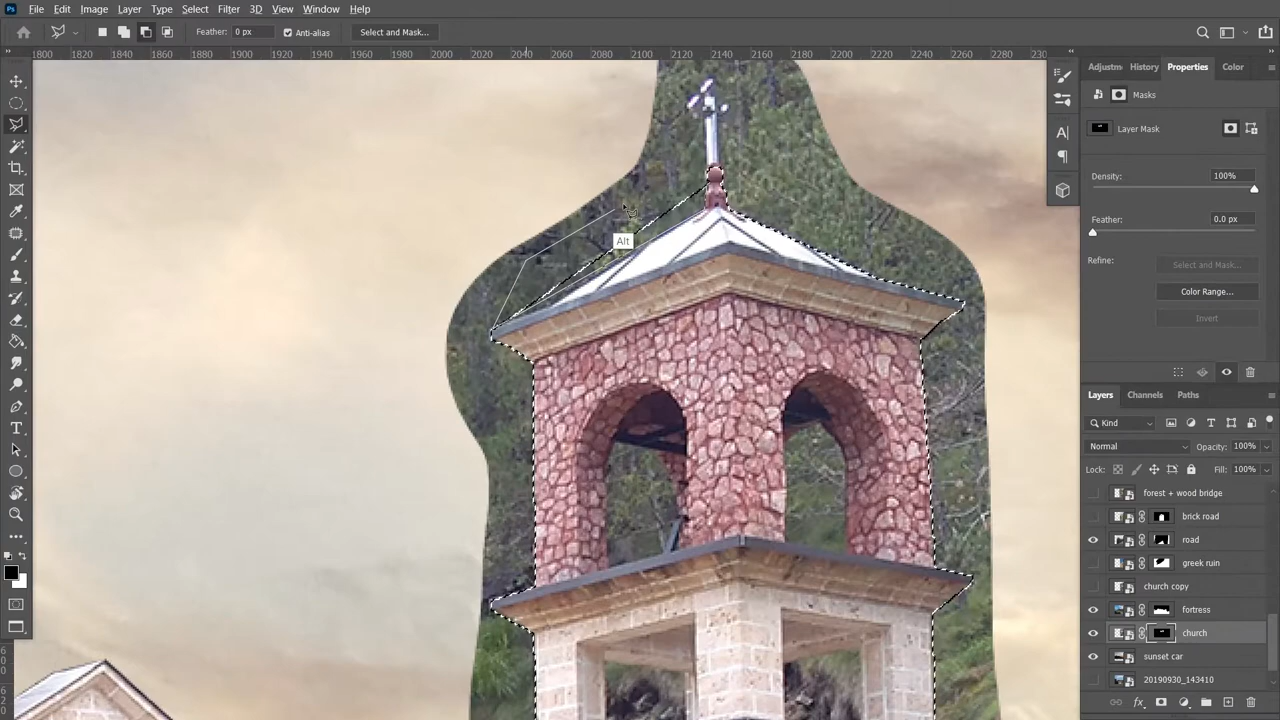 File Edit Image Layer Type Select Filter 3D View Window Help
Feather: 0 px Anti-alias Select and Mask...
1800 1820 1840 1860 1880 1900 1920 1940 1960 1980 2000 2020 2040 2060 2080 2100 2120 2140 2160 2180 2200 2220 2240 2260 2280 230
Adjustm History Properties Color
Masks
Layer Mask
Density: 100%
Feather: 0.0 px
Refine: Select and Mask...
Color Range...
Invert
Alt
Layers Channels Paths
Kind
Normal Opacity: 100%
Lock: Fill: 100%
forest + wood bridge
brick road
road
greek ruin
church copy
fortress
church
sunset car
20190930_143410